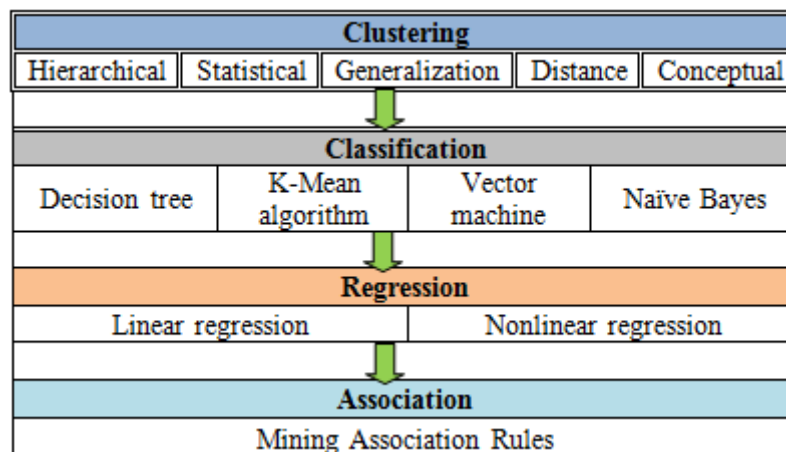 Clustering
Hierarchical Statistical Generalization Distance Conceptual
Classification
Decision tree K-Mean algorithm Vector machine Naïve Bayes
Regression
Linear regression Nonlinear regression
Association
Mining Association Rules